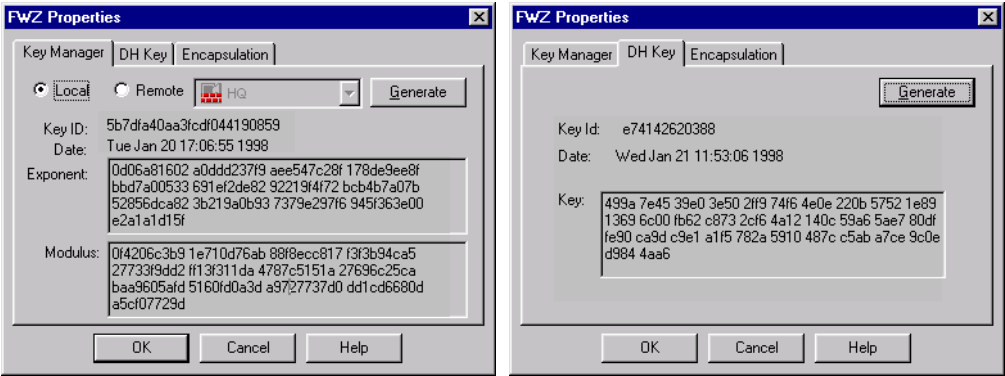 FWZ Properties
Key Manager DH Key Encapsulation
Local Remote HQ Generate
Key ID: 5b7dfa40aa3fcdf044190859
Date: Tue Jan 20 17:06:55 1998
Exponent: 0d06a81602 a0ddd237f9 aee547c28f 178de9ee8f
bbd7a00533 691ef2de82 92219f4f72 bcb4b7a07b
52856dca82 3b219a0b93 7379e297f6 945f363e00
e2a1a1d15f
Modulus: 0f4206c3b9 1e710d76ab 88f8ecc817 f3f3b94ca5
27733f9dd2 ff13f311da 4787c5151a 27696c25ca
baa9605afd 5160fd0a3d a9727737d0 dd1cd6680d
a5cf07729d
OK Cancel Help
FWZ Properties
Key Manager DH Key Encapsulation
Generate
Key Id: e74142620388
Date: Wed Jan 21 11:53:06 1998
Key: 499a 7e45 39e0 3e50 2ff9 74f6 4e0e 220b 5752 1e89
1369 6c00 fb62 c873 2cf6 4a12 140c 59a6 5ae7 80df
fe90 ca9d c9e1 a1f5 782a 5910 487c c5ab a7ce 9c0e
d984 4aa6
OK Cancel Help